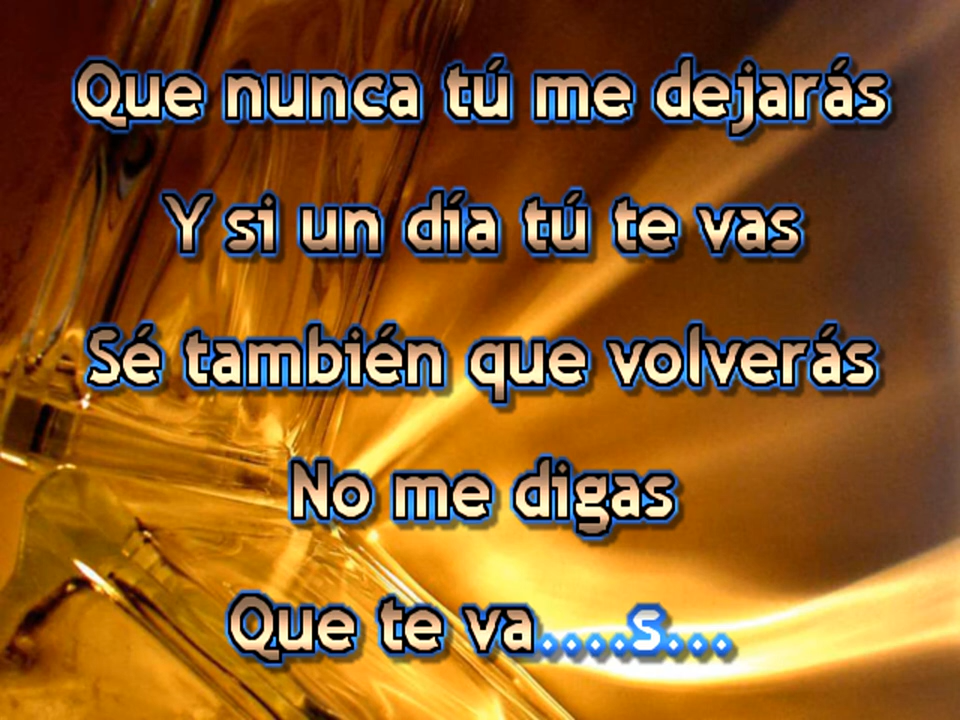 Que nunca tú me dejarás
Y si un día tú te vas
Sé también que volverás
No me digas
Que te va....s...